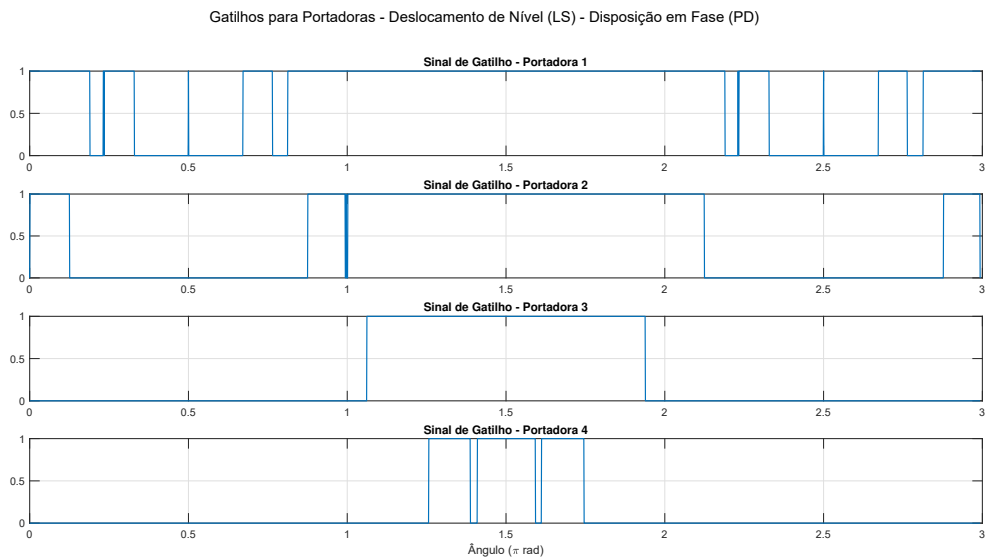 Gatilhos para Portadoras - Deslocamento de Nível (LS) - Disposição em Fase (PD)
Sinal de Gatilho - Portadora 1
1
0.5
0
0 0.5 1 1.5 2 2.5 3
Sinal de Gatilho - Portadora 2
1
0.5
0
0 0.5 1 1.5 2 2.5 3
Sinal de Gatilho - Portadora 3
1
0.5
0
0 0.5 1 1.5 2 2.5 3
Sinal de Gatilho - Portadora 4
1
0.5
0
0 0.5 1 1.5 2 2.5 3
Ângulo (π rad)